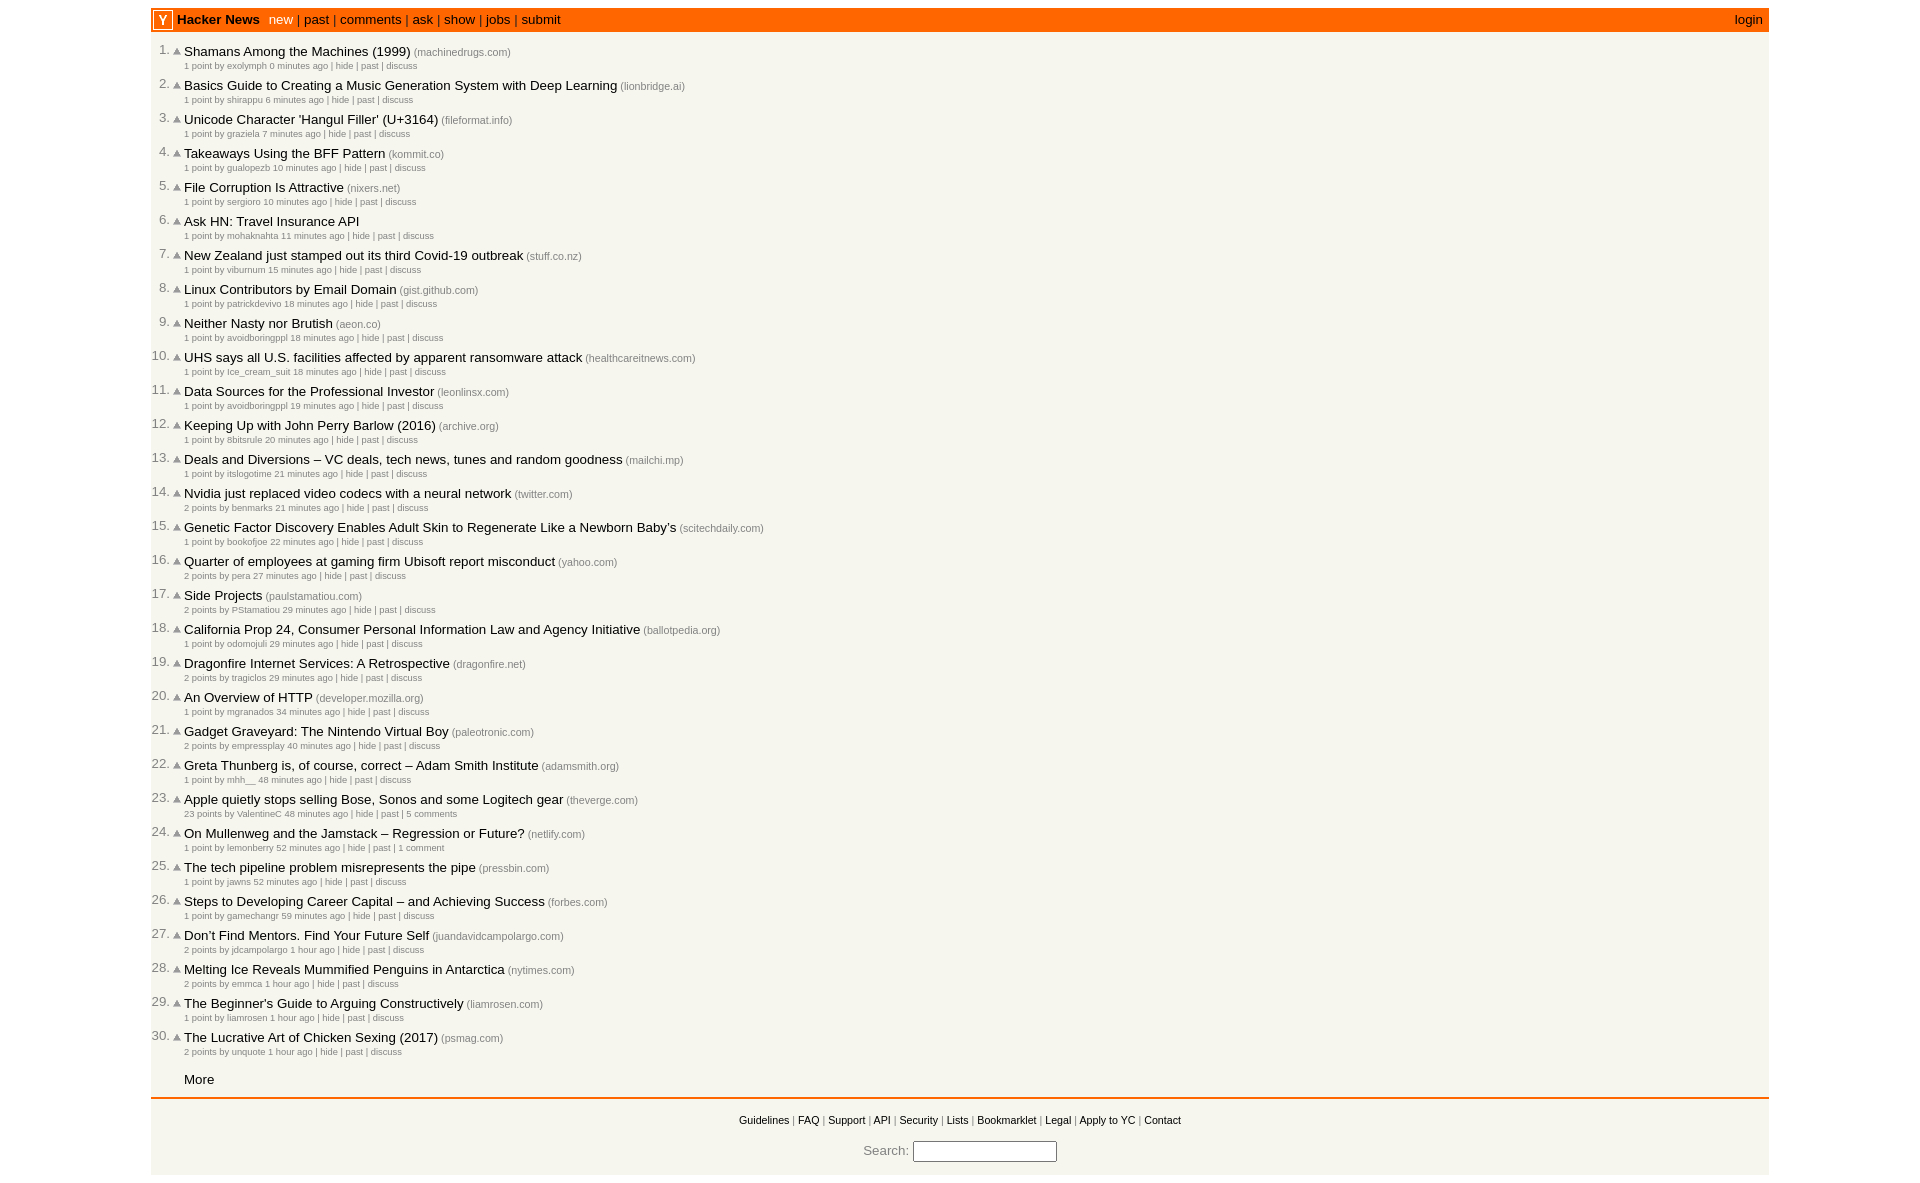 Y Hacker News new | past | comments | ask | show | jobs | submit login
1. Shamans Among the Machines (1999) (machinedrugs.com)
1 point by exolymph 0 minutes ago | hide | past | discuss
2. Basics Guide to Creating a Music Generation System with Deep Learning (lionbridge.ai)
1 point by shirappu 6 minutes ago | hide | past | discuss
3. Unicode Character 'Hangul Filler' (U+3164) (fileformat.info)
1 point by graziela 7 minutes ago | hide | past | discuss
4. Takeaways Using the BFF Pattern (kommit.co)
1 point by gualopezb 10 minutes ago | hide | past | discuss
5. File Corruption Is Attractive (nixers.net)
1 point by sergioro 10 minutes ago | hide | past | discuss
6. Ask HN: Travel Insurance API
1 point by mohaknahta 11 minutes ago | hide | past | discuss
7. New Zealand just stamped out its third Covid-19 outbreak (stuff.co.nz)
1 point by viburnum 15 minutes ago | hide | past | discuss
8. Linux Contributors by Email Domain (gist.github.com)
1 point by patrickdevivo 18 minutes ago | hide | past | discuss
9. Neither Nasty nor Brutish (aeon.co)
1 point by avoidboringppl 18 minutes ago | hide | past | discuss
10. UHS says all U.S. facilities affected by apparent ransomware attack (healthcareitnews.com)
1 point by Ice_cream_suit 18 minutes ago | hide | past | discuss
11. Data Sources for the Professional Investor (leonlinsx.com)
1 point by avoidboringppl 19 minutes ago | hide | past | discuss
12. Keeping Up with John Perry Barlow (2016) (archive.org)
1 point by 8bitsrule 20 minutes ago | hide | past | discuss
13. Deals and Diversions – VC deals, tech news, tunes and random goodness (mailchi.mp)
1 point by itslogotime 21 minutes ago | hide | past | discuss
14. Nvidia just replaced video codecs with a neural network (twitter.com)
2 points by benmarks 21 minutes ago | hide | past | discuss
15. Genetic Factor Discovery Enables Adult Skin to Regenerate Like a Newborn Baby’s (scitechdaily.com)
1 point by bookofjoe 22 minutes ago | hide | past | discuss
16. Quarter of employees at gaming firm Ubisoft report misconduct (yahoo.com)
2 points by pera 27 minutes ago | hide | past | discuss
17. Side Projects (paulstamatiou.com)
2 points by PStamatiou 29 minutes ago | hide | past | discuss
18. California Prop 24, Consumer Personal Information Law and Agency Initiative (ballotpedia.org)
1 point by odomojuli 29 minutes ago | hide | past | discuss
19. Dragonfire Internet Services: A Retrospective (dragonfire.net)
2 points by tragiclos 29 minutes ago | hide | past | discuss
20. An Overview of HTTP (developer.mozilla.org)
1 point by mgranados 34 minutes ago | hide | past | discuss
21. Gadget Graveyard: The Nintendo Virtual Boy (paleotronic.com)
2 points by empressplay 40 minutes ago | hide | past | discuss
22. Greta Thunberg is, of course, correct – Adam Smith Institute (adamsmith.org)
1 point by mhh__ 48 minutes ago | hide | past | discuss
23. Apple quietly stops selling Bose, Sonos and some Logitech gear (theverge.com)
23 points by ValentineC 48 minutes ago | hide | past | 5 comments
24. On Mullenweg and the Jamstack – Regression or Future? (netlify.com)
1 point by lemonberry 52 minutes ago | hide | past | 1 comment
25. The tech pipeline problem misrepresents the pipe (pressbin.com)
1 point by jawns 52 minutes ago | hide | past | discuss
26. Steps to Developing Career Capital – and Achieving Success (forbes.com)
1 point by gamechangr 59 minutes ago | hide | past | discuss
27. Don’t Find Mentors. Find Your Future Self (juandavidcampolargo.com)
2 points by jdcampolargo 1 hour ago | hide | past | discuss
28. Melting Ice Reveals Mummified Penguins in Antarctica (nytimes.com)
2 points by emmca 1 hour ago | hide | past | discuss
29. The Beginner's Guide to Arguing Constructively (liamrosen.com)
1 point by liamrosen 1 hour ago | hide | past | discuss
30. The Lucrative Art of Chicken Sexing (2017) (psmag.com)
2 points by unquote 1 hour ago | hide | past | discuss
More
Guidelines | FAQ | Support | API | Security | Lists | Bookmarklet | Legal | Apply to YC | Contact
Search: